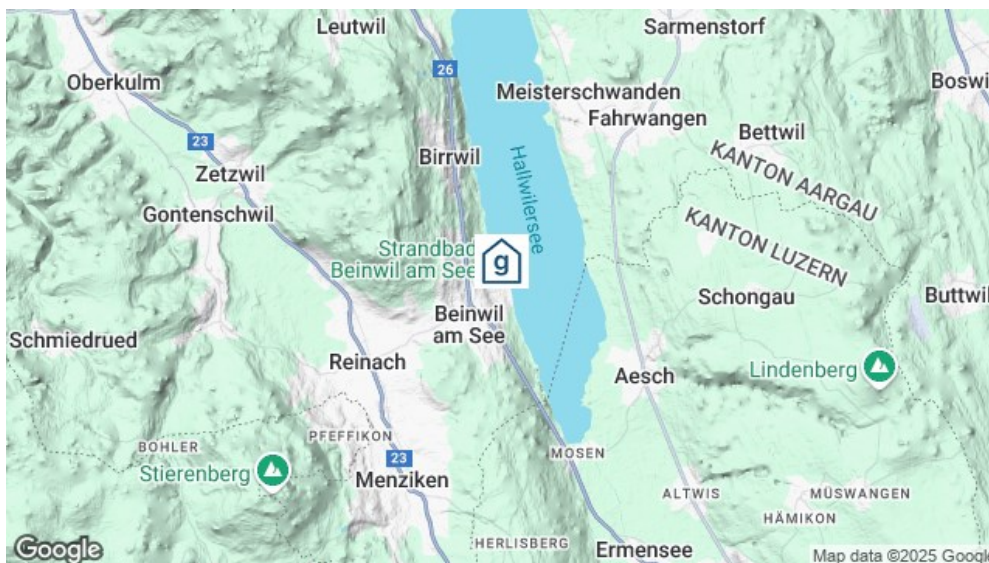 Leutwil
Sarmenstorf
Oberkulm
26
Meisterschwanden
Boswi
Fahrwangen
Bettwil
23
Birrwil
Zetzwil
KANTON AARGAU
Hallwilersee
Gontenschwil
KANTON LUZERN
Strandbad
Beinwil am See
g
Schongau
Buttwil
Beinwil
am See
Schmiedrued
Reinach
Aesch
Lindenberg
PFEFFIKON
BOHLER
MOSEN
23
Stierenberg
Menziken
ALTWIS
MÜSWANGEN
HÄMIKON
HERLISBERG
Ermensee
Google
Map data ©2025 Google